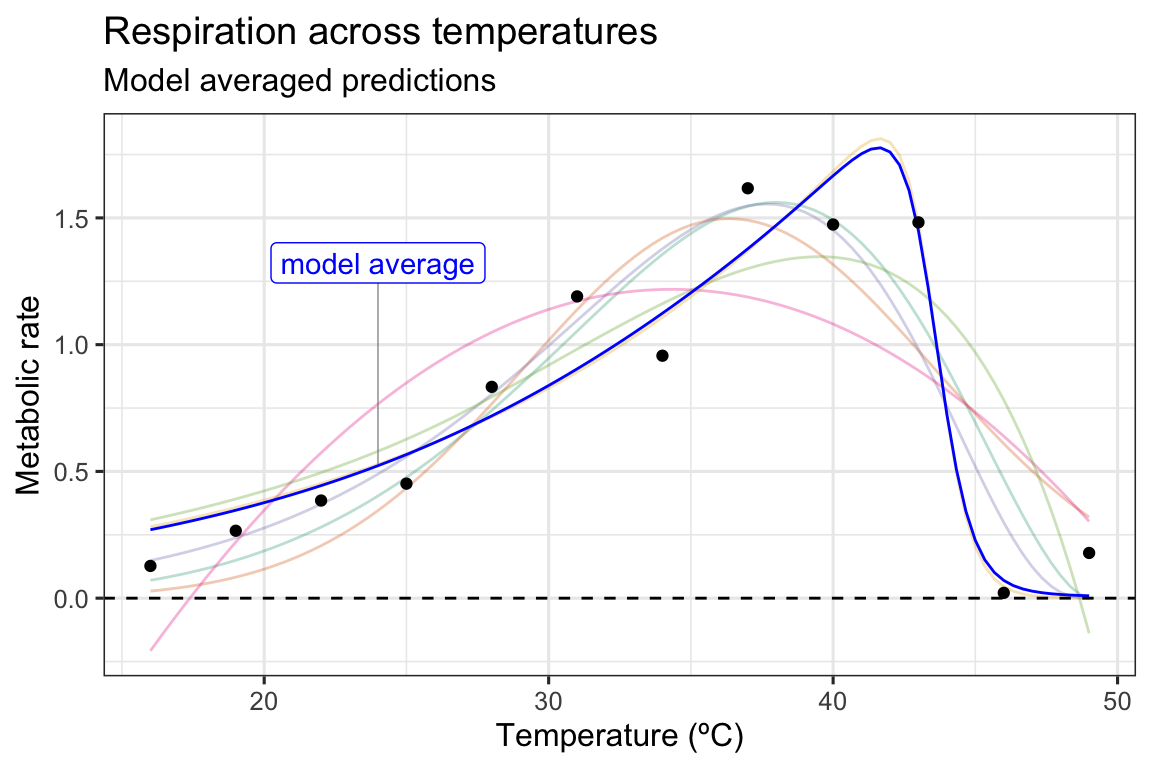 Respiration across temperatures
Model averaged predictions
model average
Metabolic rate
1.5
1.0
0.5
0.0
20
30
40
50
Temperature (ºC)